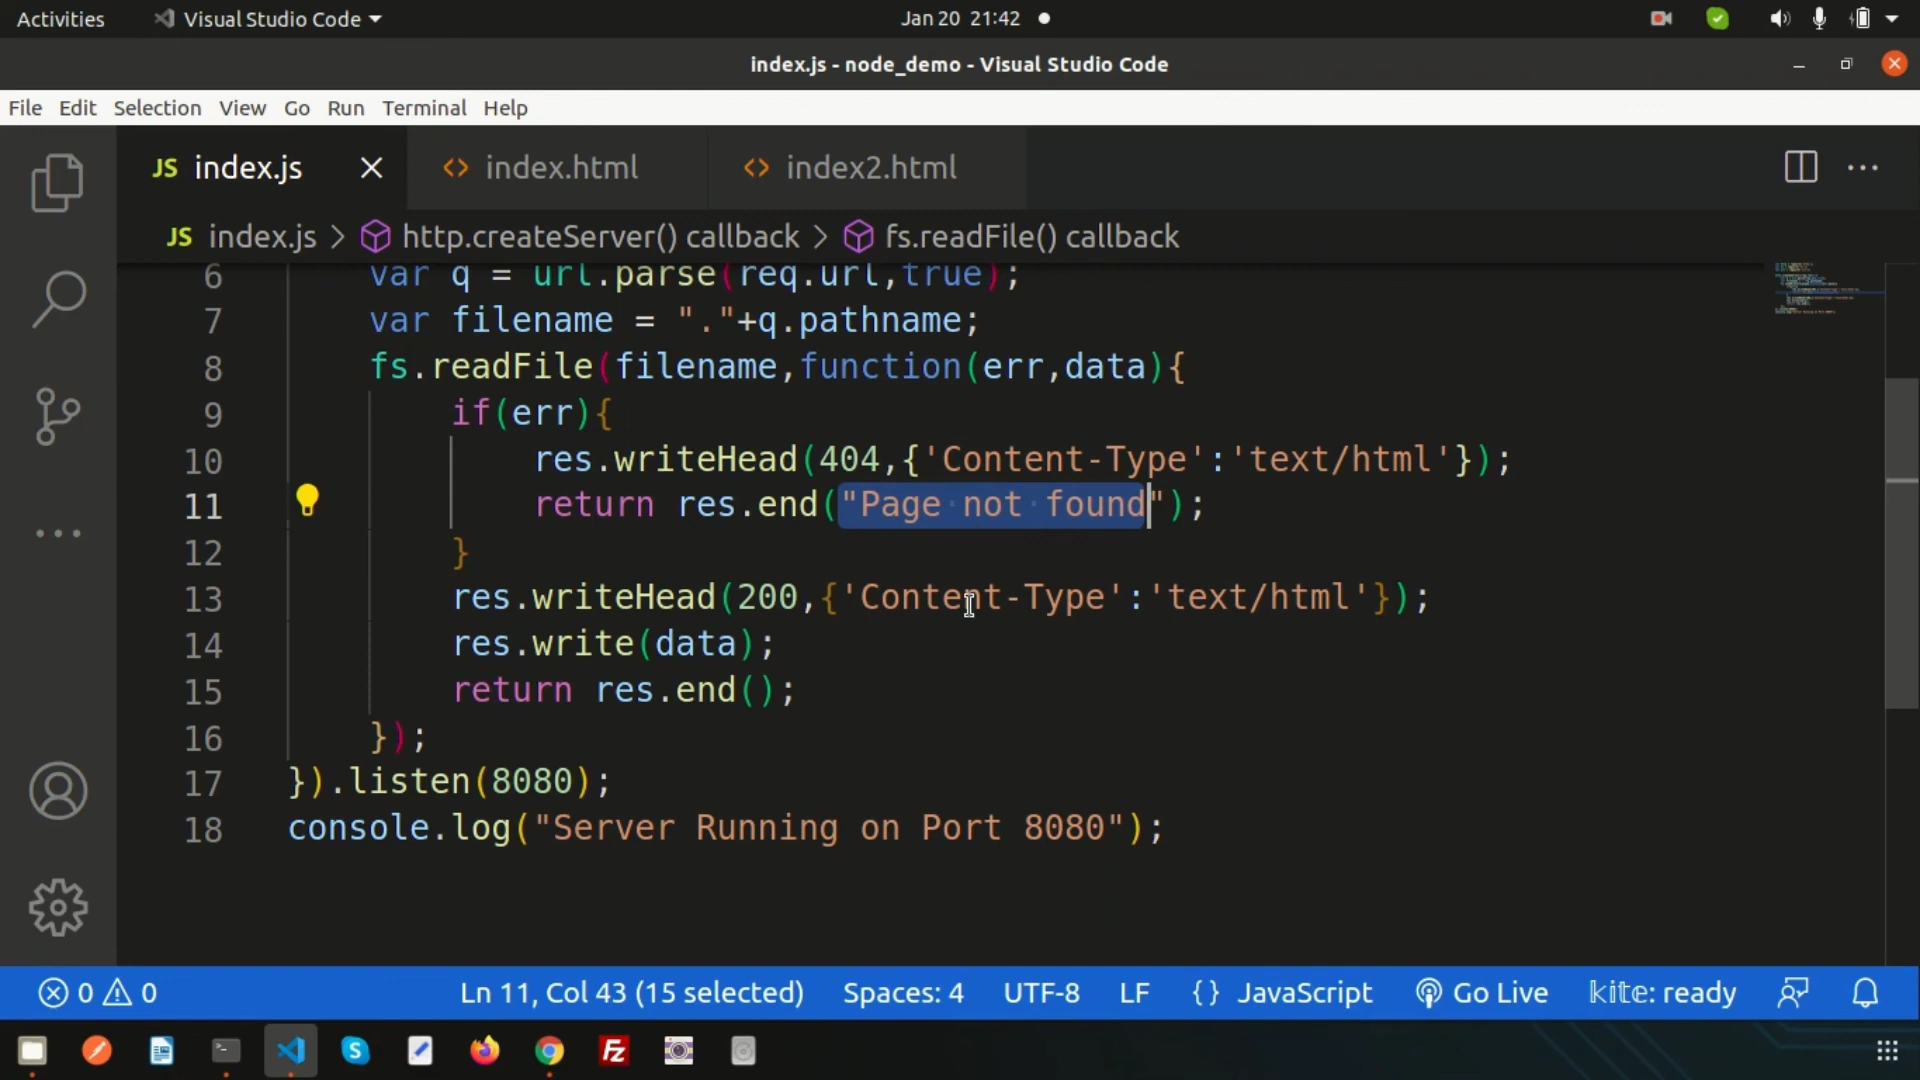 Activities Visual Studio Code Jan 20 21:42
index.js - node_demo - Visual Studio Code
File Edit Selection View Go Run Terminal Help
JS index.js <> index.html <> index2.html
JS index.js > http.createServer() callback > fs.readFile() callback
6 var q = url.parse(req.url,true);
7 var filename = "."+q.pathname;
8 fs.readFile(filename,function(err,data){
9 if(err){
10 res.writeHead(404,{'Content-Type':'text/html'});
11 return res.end("Page not found");
12 }
13 res.writeHead(200,{'Content-Type':'text/html'});
14 res.write(data);
15 return res.end();
16 });
17 }).listen(8080);
18 console.log("Server Running on Port 8080");
0 0 Ln 11, Col 43 (15 selected) Spaces: 4 UTF-8 LF {} JavaScript Go Live kite: ready